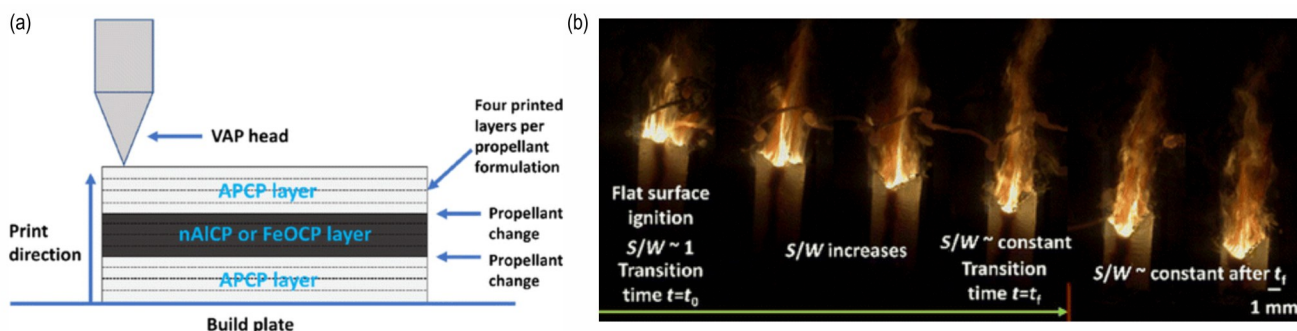 (a)
VAP head
Four printed
layers per
propellant
formulation
APCP layer
Propellant
change
nAlCP or FeOCP layer
Propellant
change
APCP layer
Print
direction
Build plate
(b)
Flat surface
ignition
S/W ~ 1
Transition
time t=t₀
S/W increases
S/W ~ constant
Transition
time t=tf
S/W ~ constant after tf
1 mm